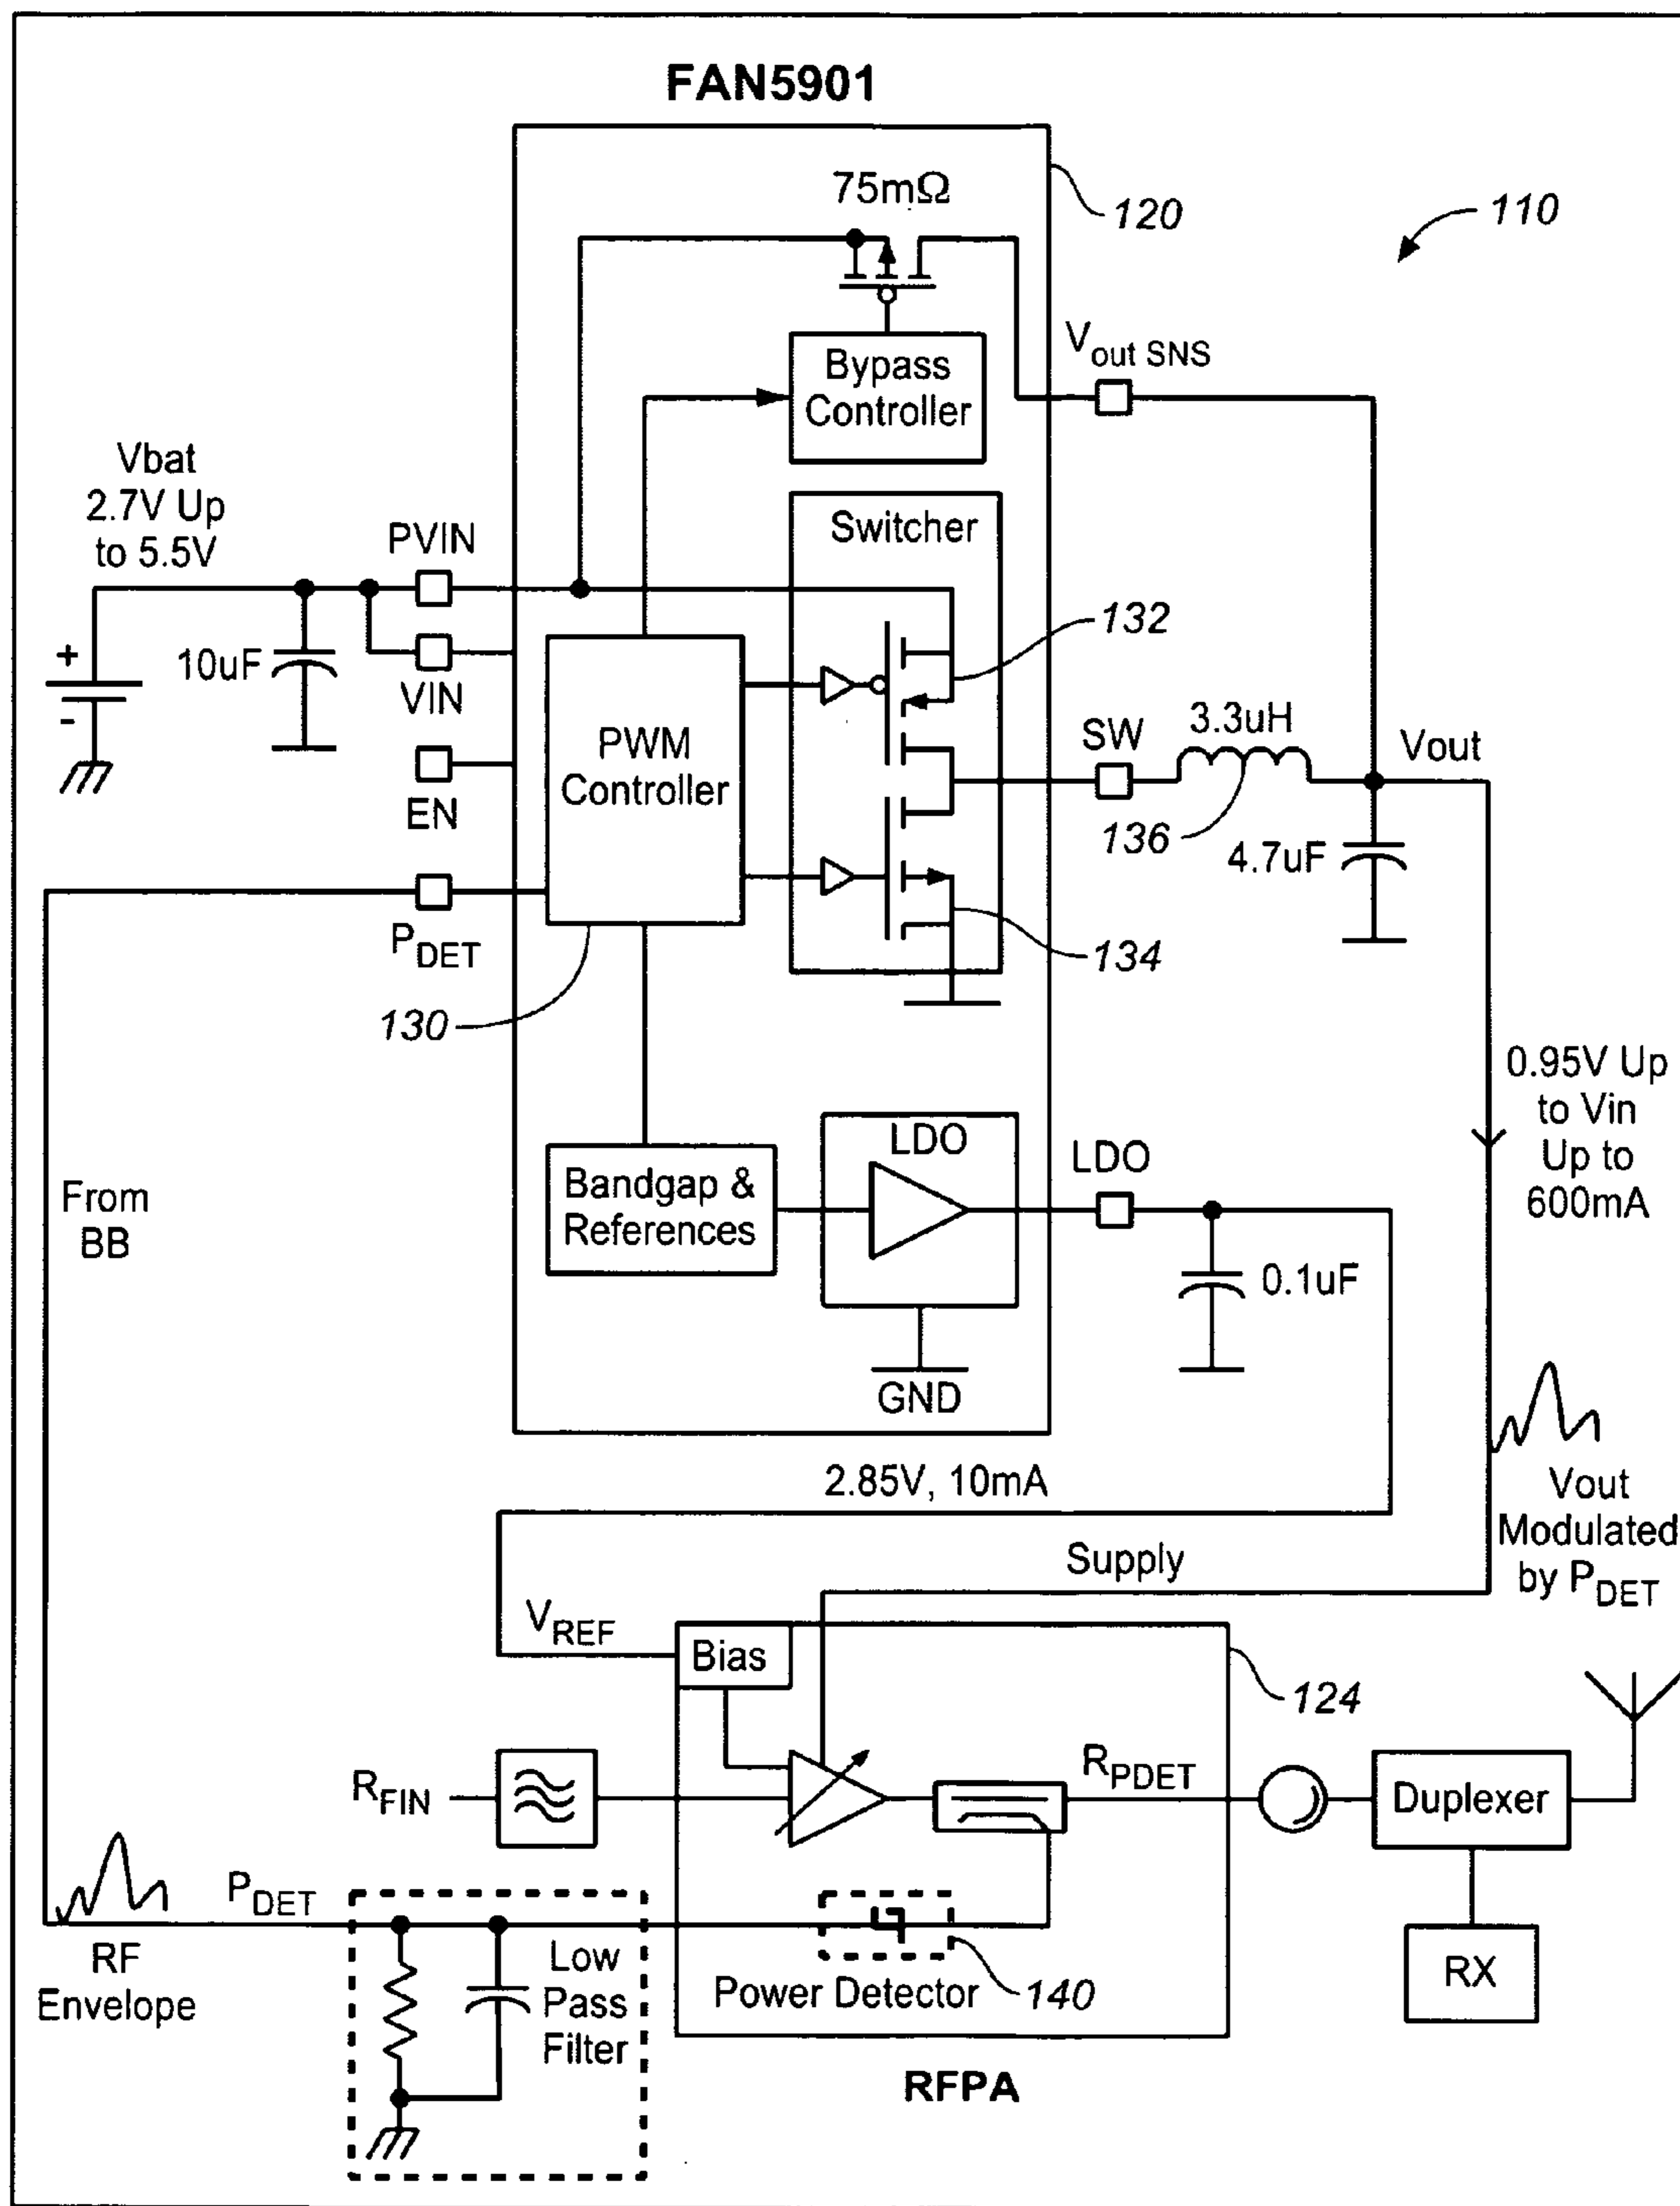 FAN5901
75mΩ
120
110
Bypass
Controller
Vout SNS
Vbat
2.7V Up
to 5.5V
PVIN
Switcher
132
+
-
10uF
VIN
PWM
Controller
SW
3.3uH
Vout
EN
136
4.7uF
PDET
134
130
0.95V Up
to Vin
Up to
600mA
LDO
LDO
Bandgap &
References
From
BB
0.1uF
GND
2.85V, 10mA
Vout
Modulated
by PDET
Supply
VREF
Bias
124
RFIN
RPDET
Duplexer
PDET
RF
Envelope
Low
Pass
Filter
Power Detector
140
RX
RFPA